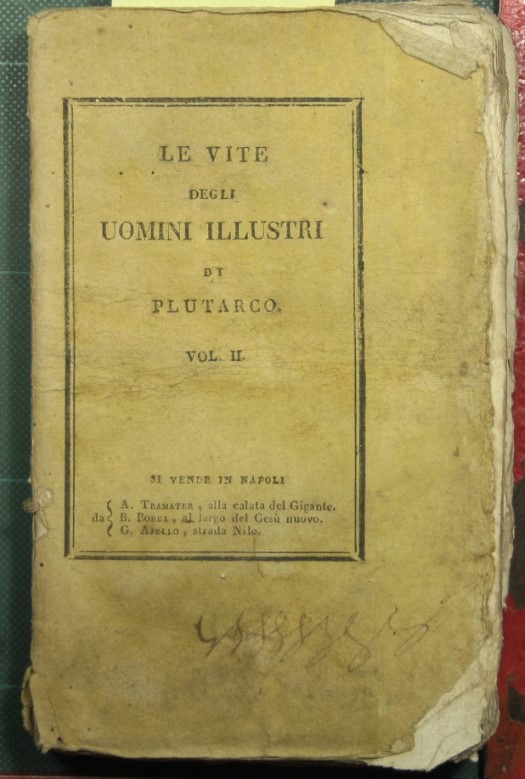 LE VITE
DEGLI
UOMINI ILLUSTRI
DI
PLUTARCO.
VOL. II.
SI VENDE IN NAPOLI
da
A. TRAMATER, alla calata del Gigante.
B. BOREL, al largo del Gesù nuovo.
G. AJELLO, strada Nilo.